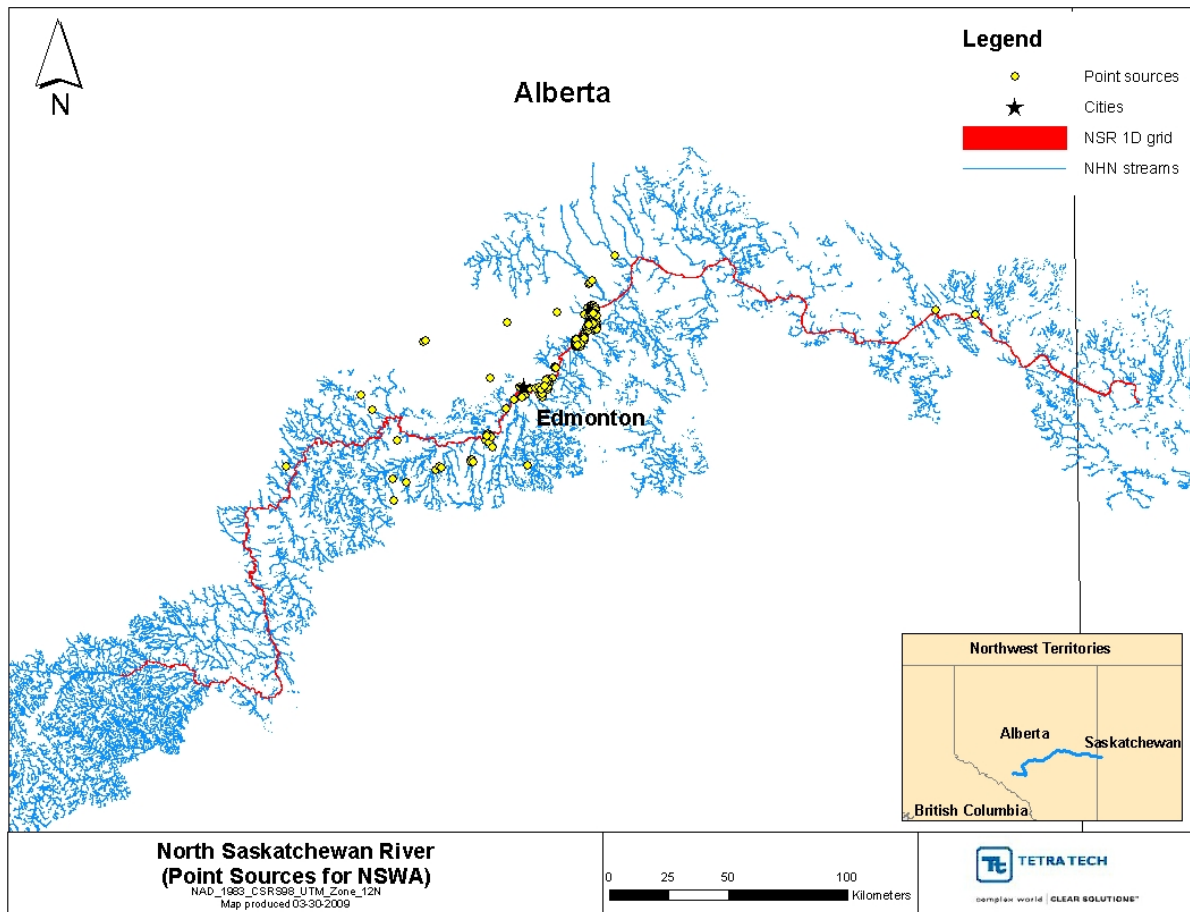 N
Alberta
Legend
Point sources
Cities
NSR 1D grid
NHN streams
Edmonton
Northwest Territories
Alberta
Saskatchewan
British Columbia
North Saskatchewan River
(Point Sources for NSWA)
NAD_1983_CSRS98_UTM_Zone_12N
Map produced 03-30-2009
0 25 50 100
Kilometers
Tt TETRA TECH
complex world | CLEAR SOLUTIONS™